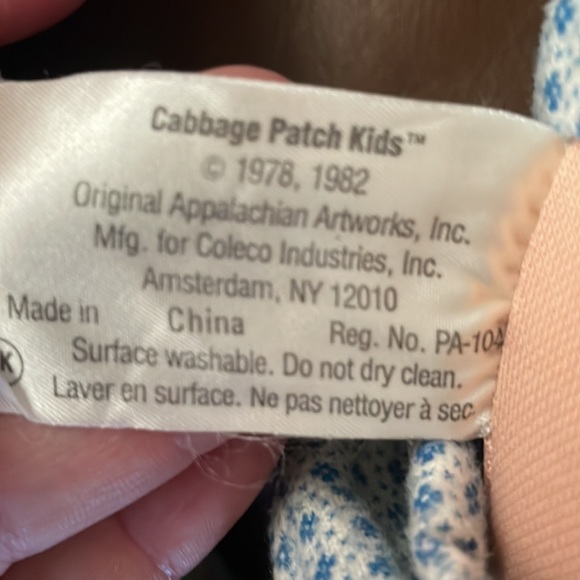 Cabbage Patch Kids™
© 1978, 1982
Original Appalachian Artworks, Inc.
Mfg. for Coleco Industries, Inc.
Amsterdam, NY 12010
Made in China Reg. No. PA-104
K Surface washable. Do not dry clean.
Laver en surface. Ne pas nettoyer à sec